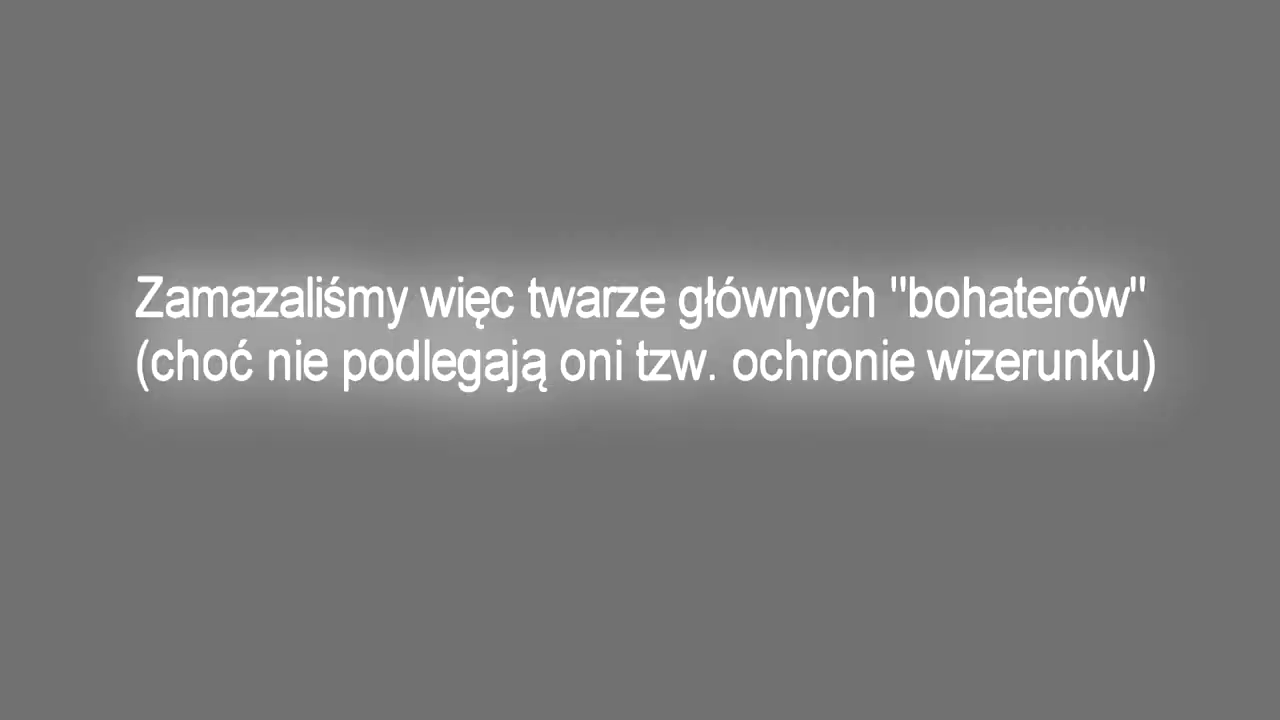 Zamazaliśmy więc twarze głównych "bohaterów"
(choć nie podlegają oni tzw. ochronie wizerunku)